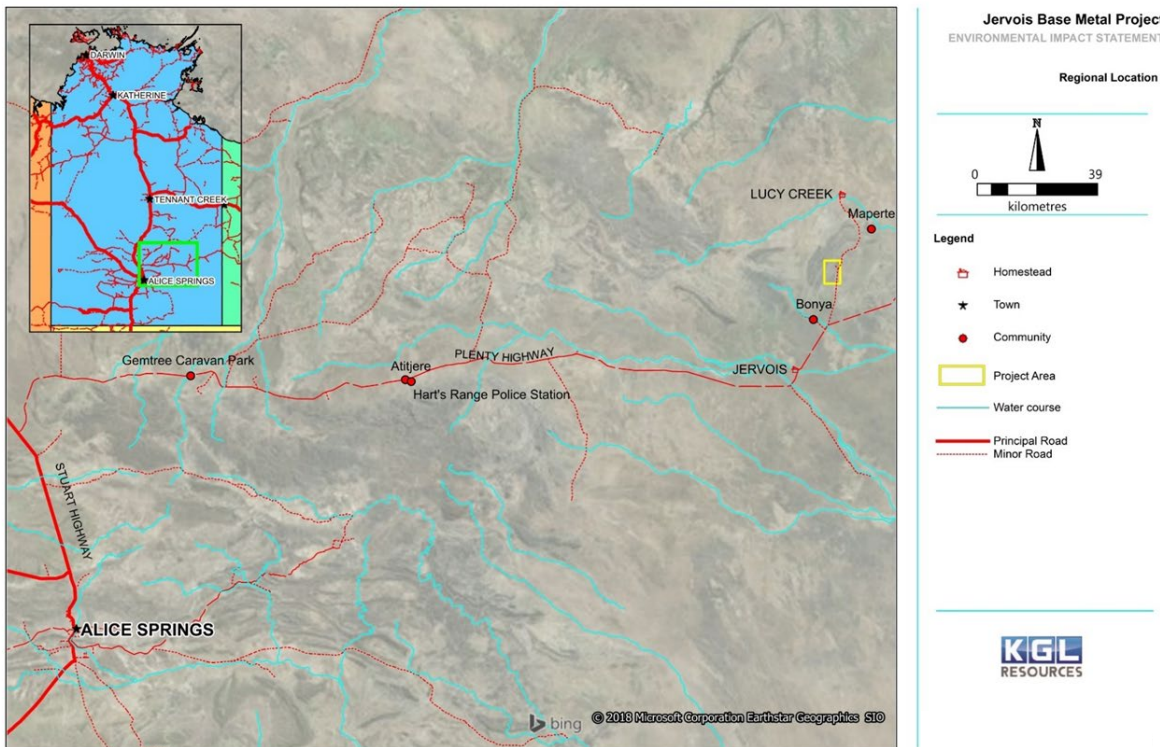 DARWIN
KATHERINE
TENNANT CREEK
ALICE SPRINGS
LUCY CREEK
Maperte
Bonya
Gemtree Caravan Park
Atitjere
PLENTY HIGHWAY
JERVOIS
Hart's Range Police Station
STUART HIGHWAY
ALICE SPRINGS
bing
© 2018 Microsoft Corporation Earthstar Geographics SIO
Jervois Base Metal Project
ENVIRONMENTAL IMPACT STATEMENT
Regional Location
N
0 39
kilometres
Legend
Homestead
Town
Community
Project Area
Water course
Principal Road
Minor Road
KGL
RESOURCES